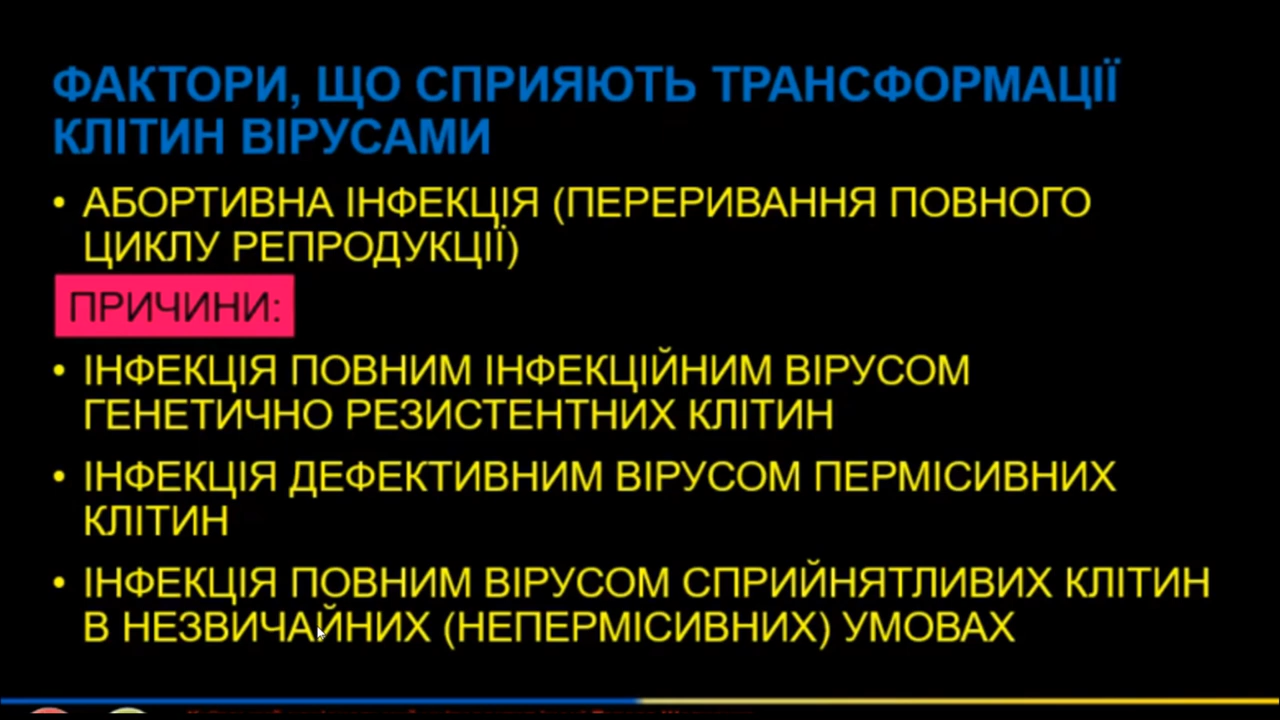 ФАКТОРИ, ЩО СПРИЯЮТЬ ТРАНСФОРМАЦІЇ
КЛІТИН ВІРУСАМИ
• АБОРТИВНА ІНФЕКЦІЯ (ПЕРЕРИВАННЯ ПОВНОГО
ЦИКЛУ РЕПРОДУКЦІЇ)
ПРИЧИНИ:
• ІНФЕКЦІЯ ПОВНИМ ІНФЕКЦІЙНИМ ВІРУСОМ
ГЕНЕТИЧНО РЕЗИСТЕНТНИХ КЛІТИН
• ІНФЕКЦІЯ ДЕФЕКТИВНИМ ВІРУСОМ ПЕРМІСИВНИХ
КЛІТИН
• ІНФЕКЦІЯ ПОВНИМ ВІРУСОМ СПРИЙНЯТЛИВИХ КЛІТИН
В НЕЗВИЧАЙНИХ (НЕПЕРМІСИВНИХ) УМОВАХ